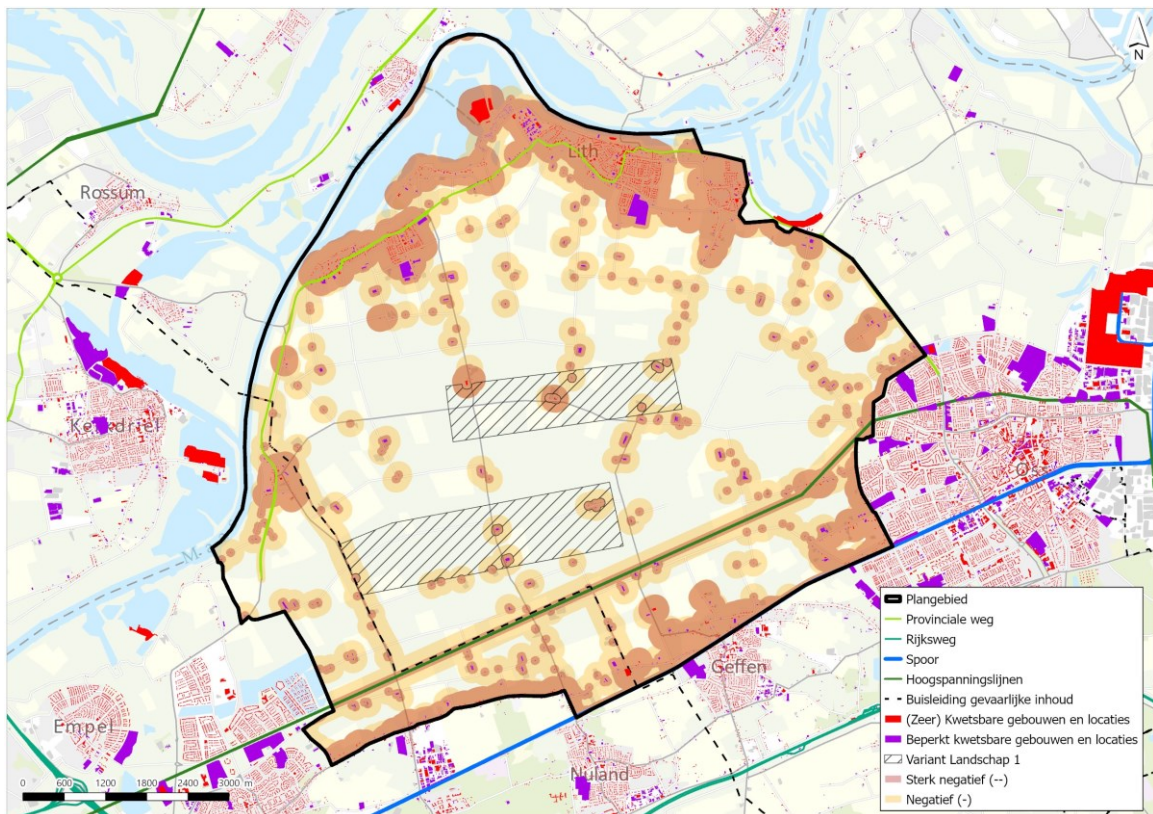 N
Rossum
Lith
Kerkdriel
M
Oss
Geffen
Empel
Nuland
0 600 1200 1800 2400 3000 m
Plangebied
Provinciale weg
Rijksweg
Spoor
Hoogspanningslijnen
Buisleiding gevaarlijke inhoud
(Zeer) Kwetsbare gebouwen en locaties
Beperkt kwetsbare gebouwen en locaties
Variant Landschap 1
Sterk negatief (--)
Negatief (-)